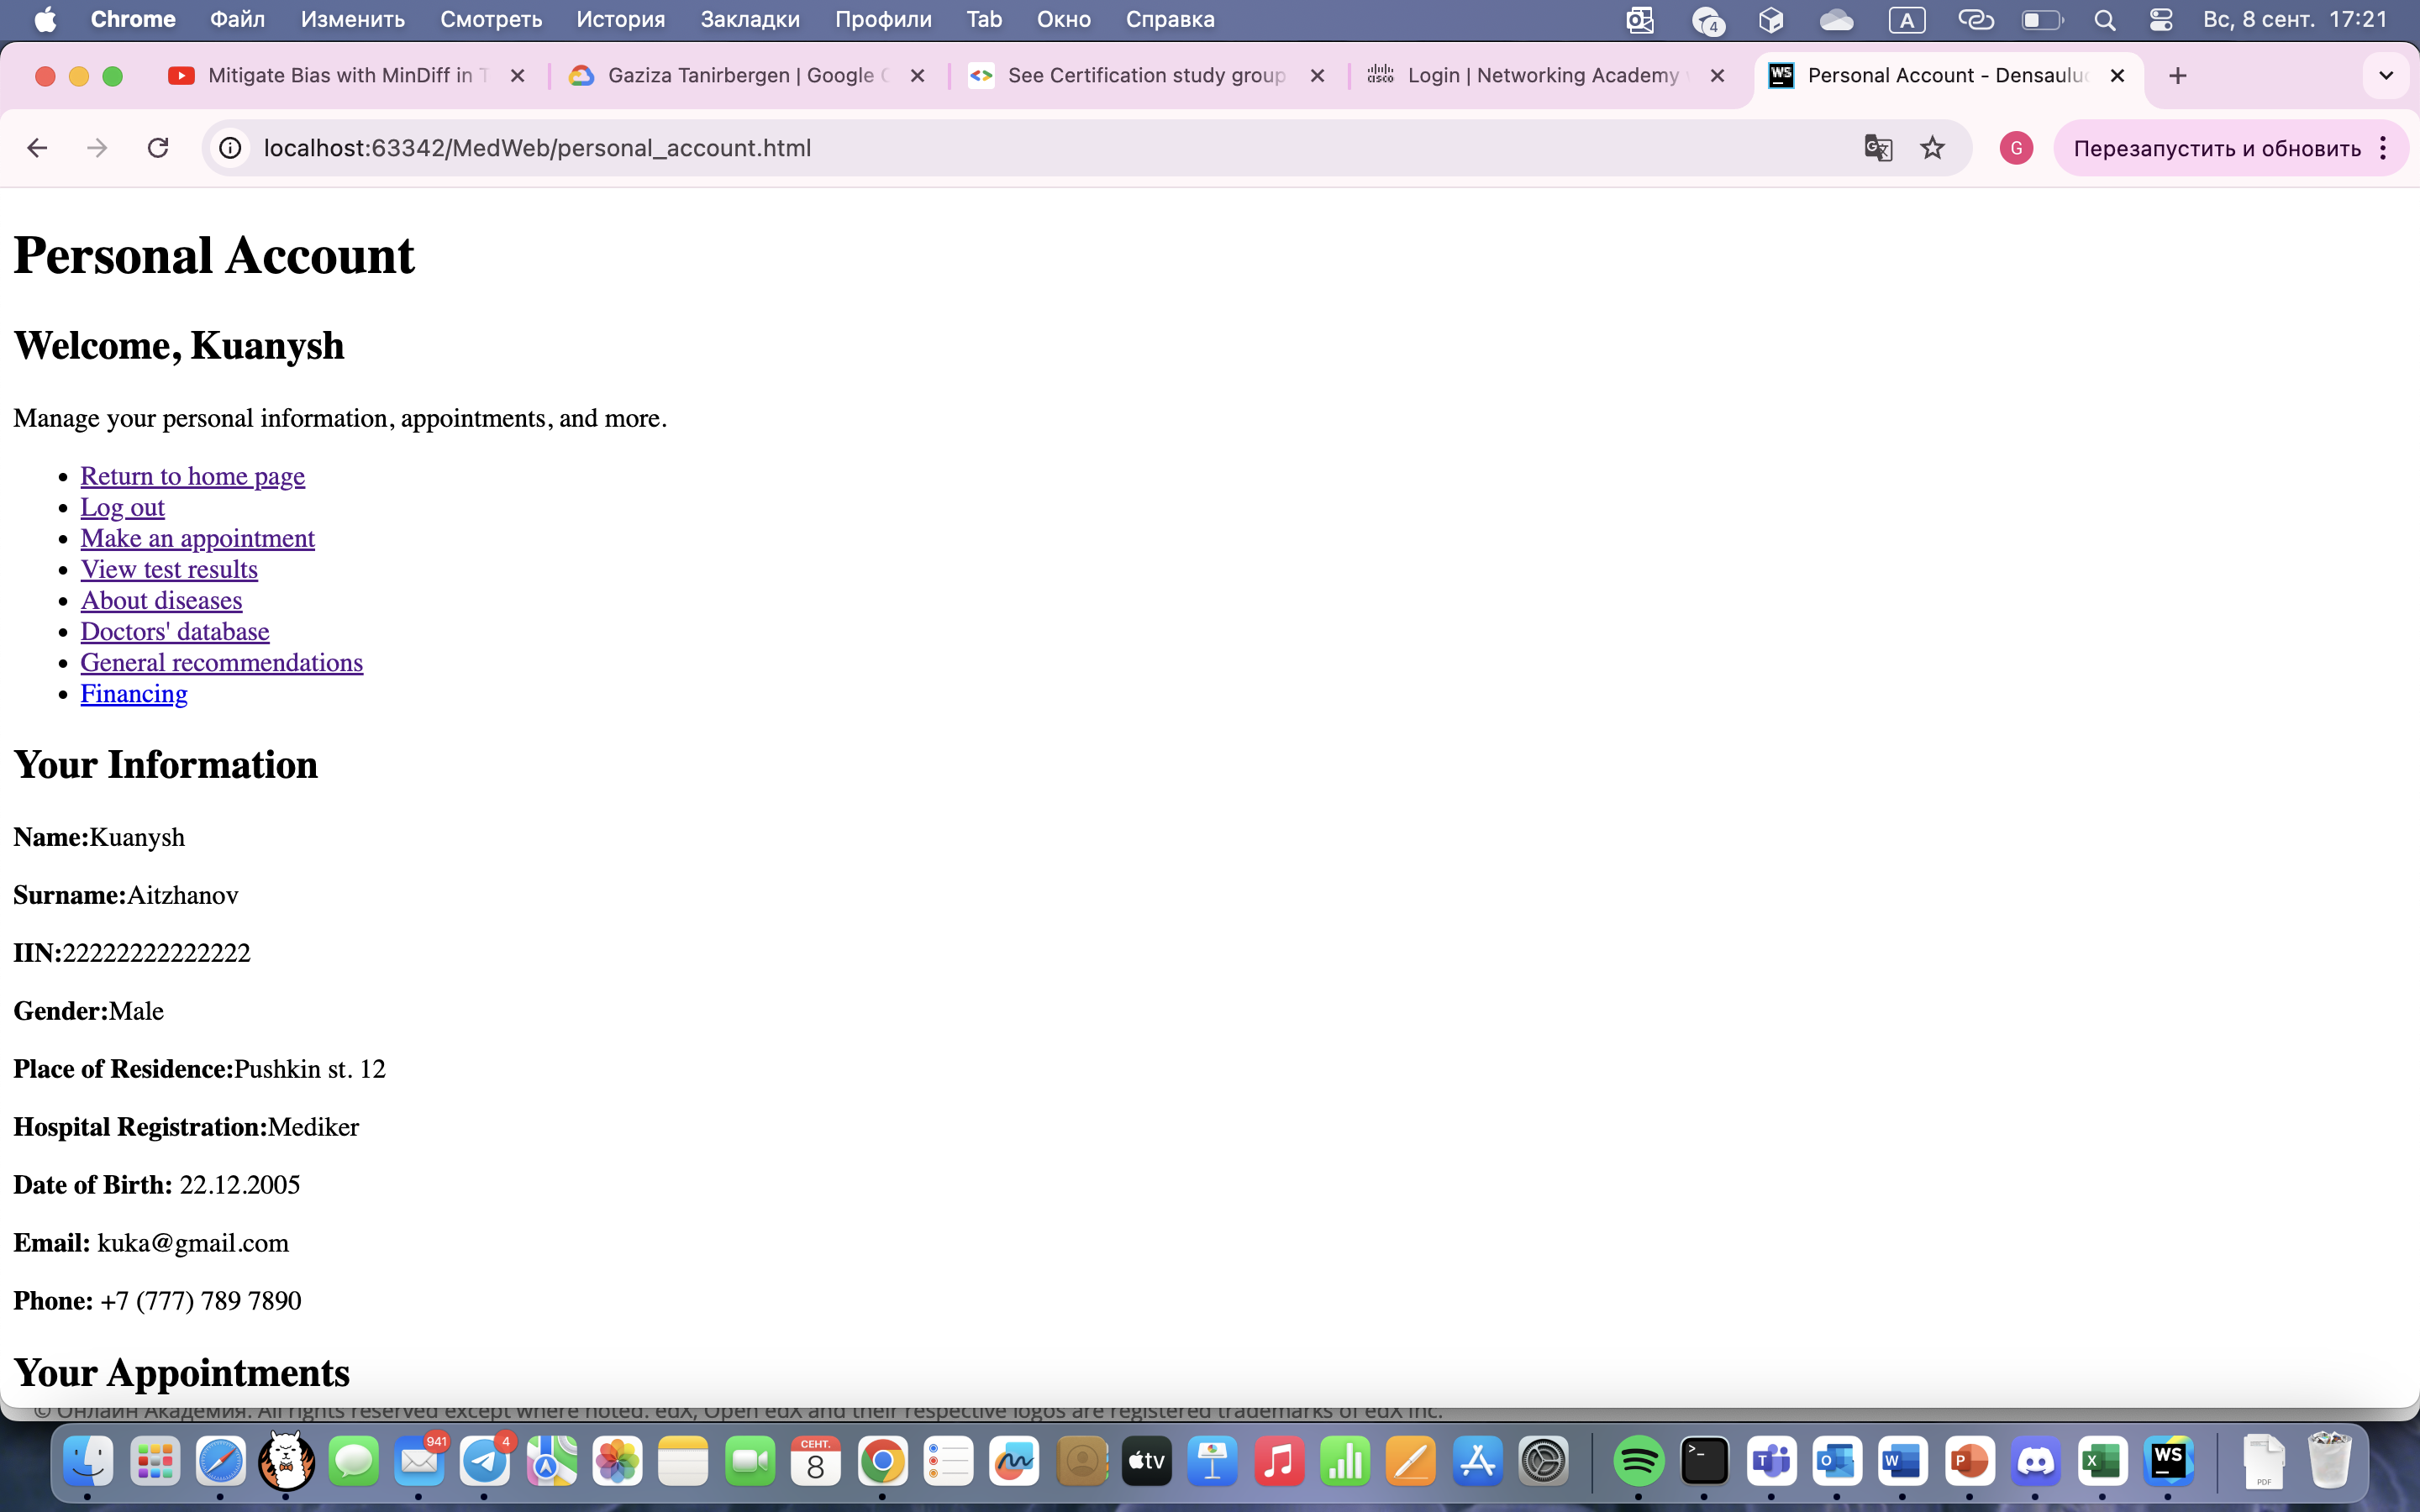 Chrome Файл Изменить Смотреть История Закладки Профили Tab Окно Справка 4 A Вс, 8 сент. 17:21
Mitigate Bias with MinDiff in T Gaziza Tanirbergen | Google C See Certification study group Login | Networking Academy WS Personal Account - Densaulu
localhost:63342/MedWeb/personal_account.html G Перезапустить и обновить
Personal Account
Welcome, Kuanysh
Manage your personal information, appointments, and more.
• Return to home page
• Log out
• Make an appointment
• View test results
• About diseases
• Doctors' database
• General recommendations
• Financing
Your Information
Name:Kuanysh
Surname:Aitzhanov
IIN:22222222222222
Gender:Male
Place of Residence:Pushkin st. 12
Hospital Registration:Mediker
Date of Birth: 22.12.2005
Email: kuka@gmail.com
Phone: +7 (777) 789 7890
Your Appointments
© Онлайн Академия. All rights reserved except where noted. edX, Open edX and their respective logos are registered trademarks of edX Inc.
941 4 СЕНТ. 8 tv T O W P X WS PDF